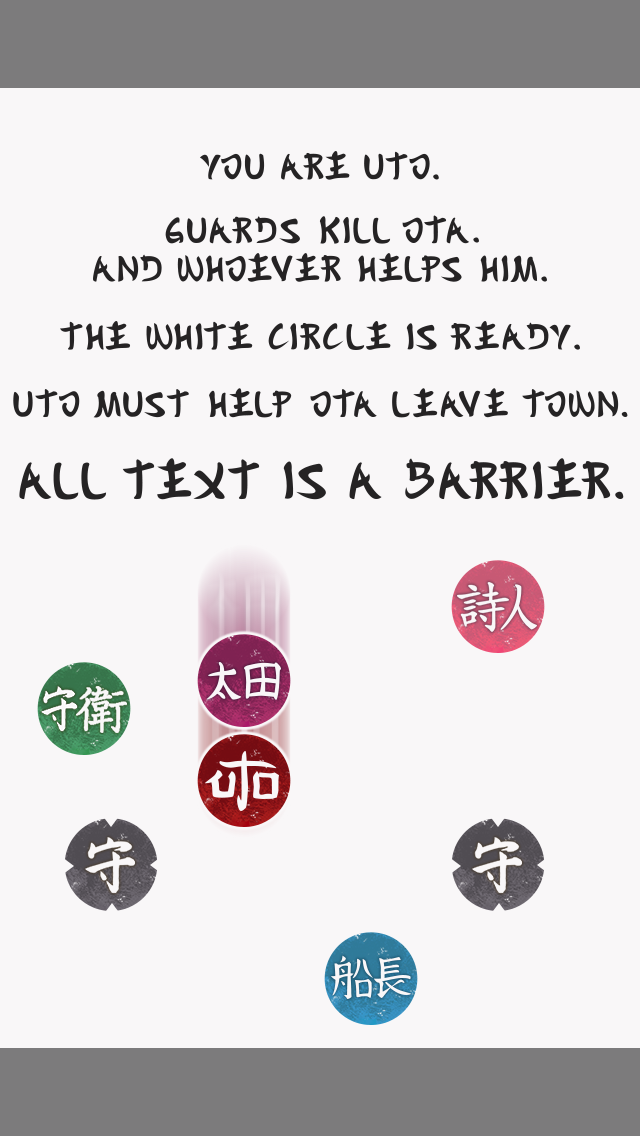 YOU ARE UTO.
GUARDS KILL OTA.
AND WHOEVER HELPS HIM.
THE WHITE CIRCLE IS READY.
UTO MUST HELP OTA LEAVE TOWN.
ALL TEXT IS A BARRIER.
詩人
太田
守衛
UTO
守
守
船長